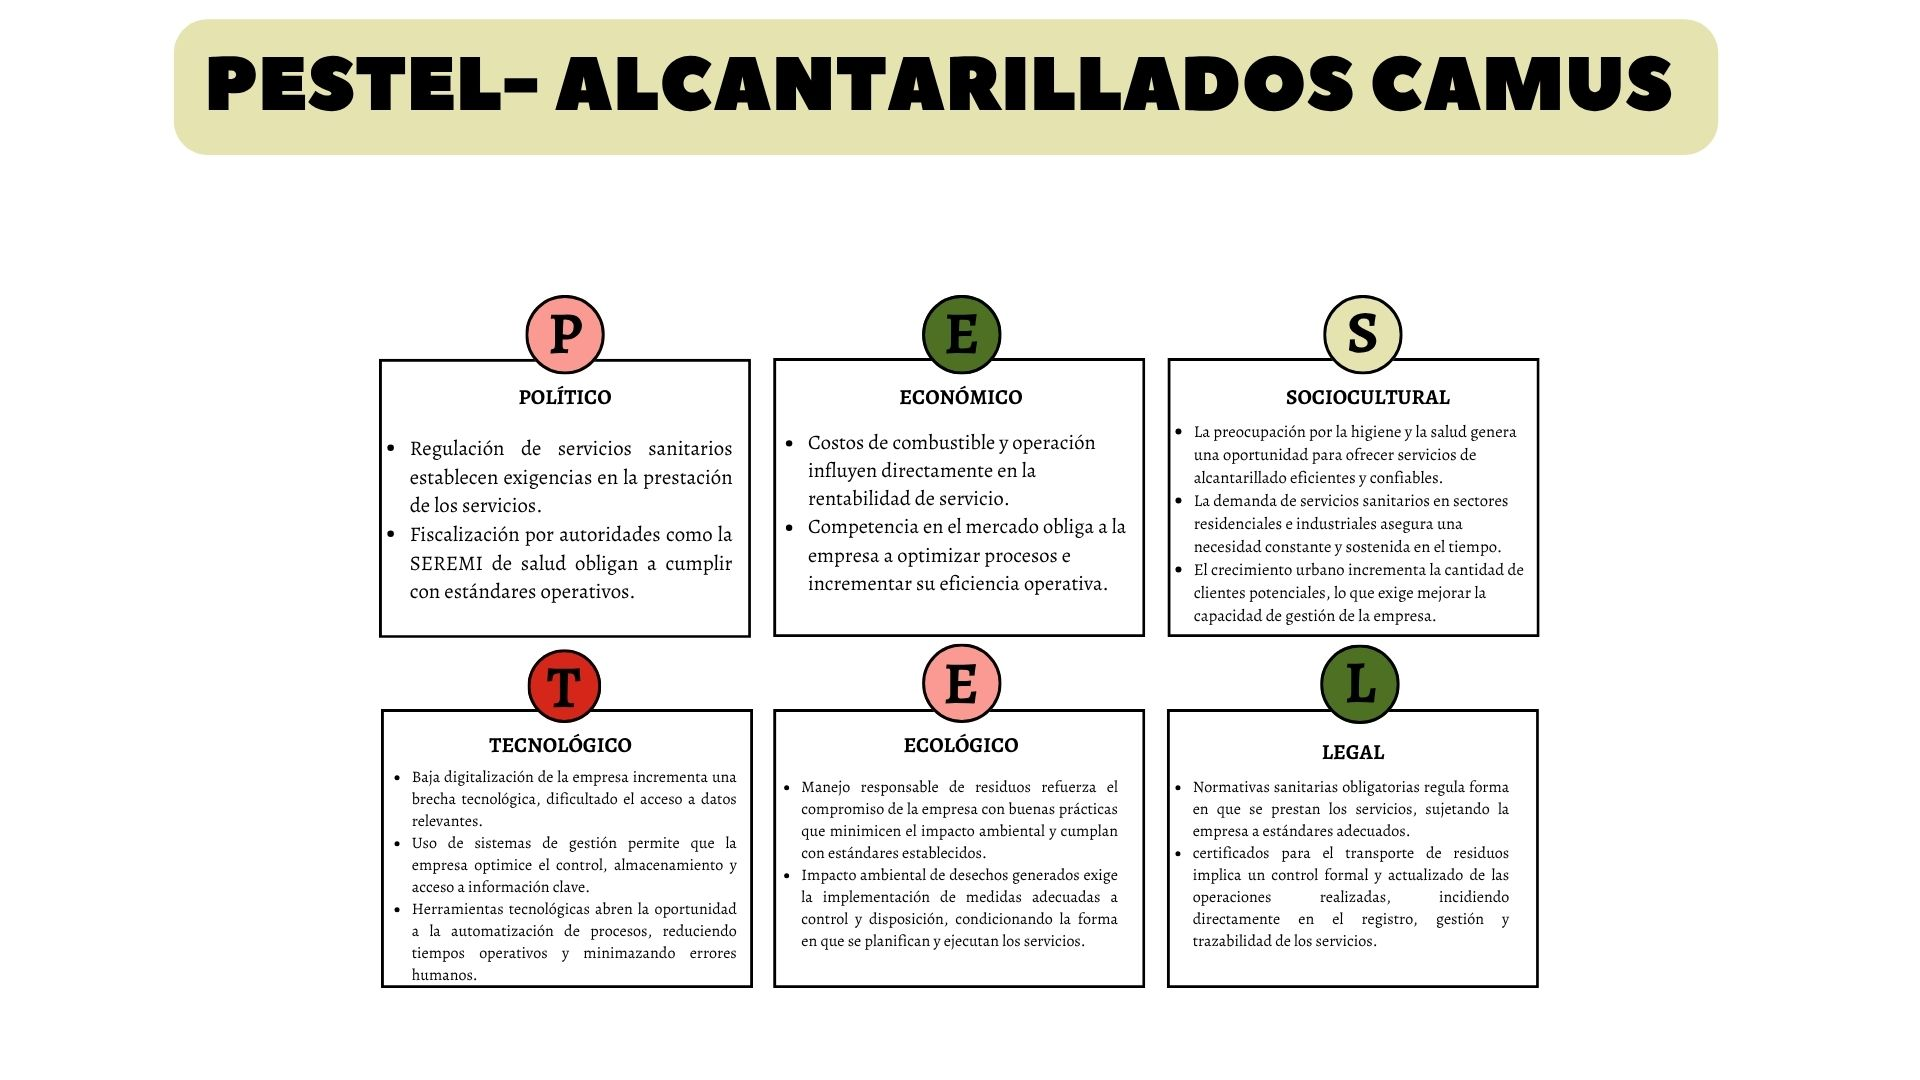 PESTEL- ALCANTARILLADOS CAMUS
P
POLÍTICO
Regulación de servicios sanitarios
establecen exigencias en la prestación
de los servicios.
Fiscalización por autoridades como la
SEREMI de salud obligan a cumplir
con estándares operativos.
E
ECONÓMICO
Costos de combustible y operación
influyen directamente en la
rentabilidad de servicio.
Competencia en el mercado obliga a la
empresa a optimizar procesos e
incrementar su eficiencia operativa.
S
SOCIOCULTURAL
La preocupación por la higiene y la salud genera
una oportunidad para ofrecer servicios de
alcantarillado eficientes y confiables.
La demanda de servicios sanitarios en sectores
residenciales e industriales asegura una
necesidad constante y sostenida en el tiempo.
El crecimiento urbano incrementa la cantidad de
clientes potenciales, lo que exige mejorar la
capacidad de gestión de la empresa.
T
TECNOLÓGICO
Baja digitalización de la empresa incrementa una
brecha tecnológica, dificultado el acceso a datos
relevantes.
Uso de sistemas de gestión permite que la
empresa optimice el control, almacenamiento y
acceso a información clave.
Herramientas tecnológicas abren la oportunidad
a la automatización de procesos, reduciendo
tiempos operativos y minimazando errores
humanos.
E
ECOLÓGICO
Manejo responsable de residuos refuerza el
compromiso de la empresa con buenas prácticas
que minimicen el impacto ambiental y cumplan
con estándares establecidos.
Impacto ambiental de desechos generados exige
la implementación de medidas adecuadas a
control y disposición, condicionando la forma
en que se planifican y ejecutan los servicios.
L
LEGAL
Normativas sanitarias obligatorias regula forma
en que se prestan los servicios, sujetando la
empresa a estándares adecuados.
certificados para el transporte de residuos
implica un control formal y actualizado de las
operaciones realizadas, incidiendo
directamente en el registro, gestión y
trazabilidad de los servicios.